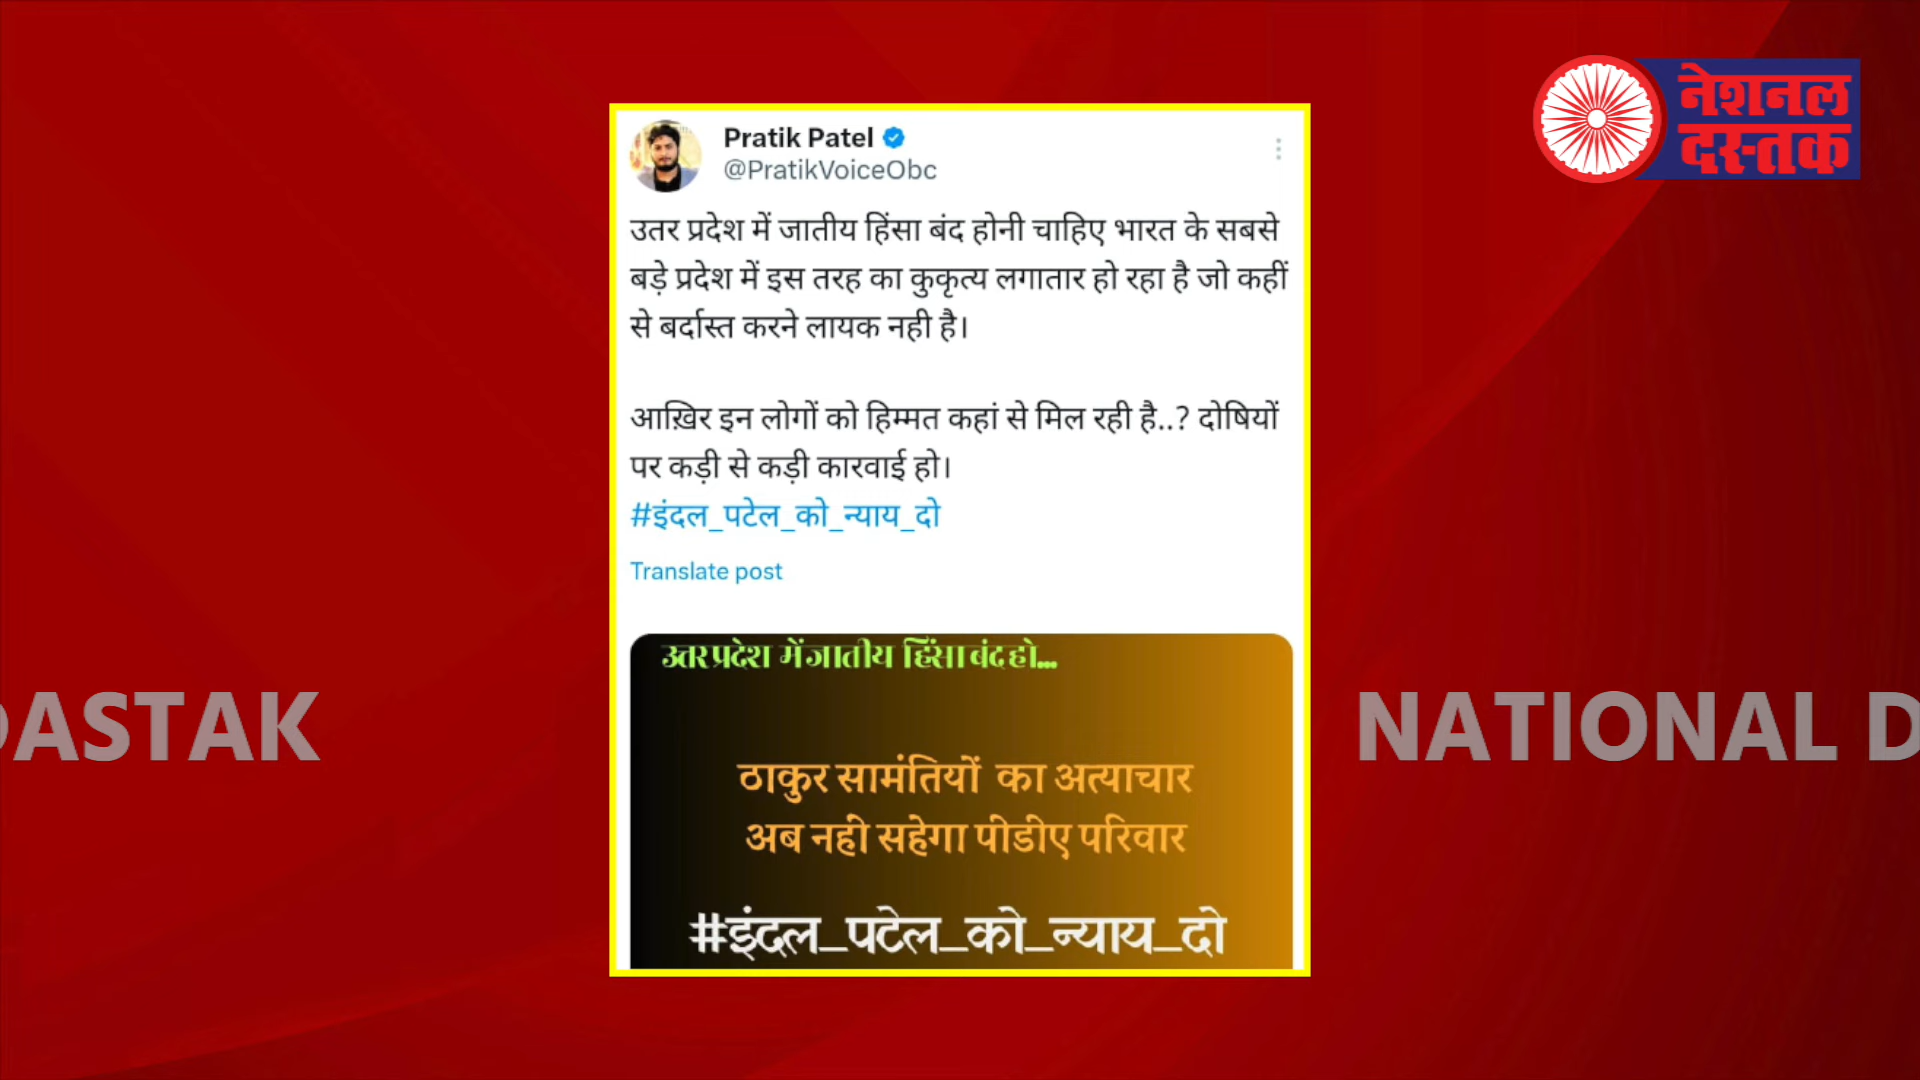 नेशनल
दस्तक
Pratik Patel
@PratikVoiceObc
उतर प्रदेश में जातीय हिंसा बंद होनी चाहिए भारत के सबसे
बड़े प्रदेश में इस तरह का कुकृत्य लगातार हो रहा है जो कहीं
से बर्दास्त करने लायक नही है।
आख़िर इन लोगों को हिम्मत कहां से मिल रही है..? दोषियों
पर कड़ी से कड़ी कारवाई हो।
#इंदल_पटेल_को_न्याय_दो
Translate post
उत्तर प्रदेश में जातीय हिंसा बंद हो...
ठाकुर सामंतियों का अत्याचार
अब नही सहेगा पीडीए परिवार
#इंदल_पटेल_को_न्याय_दो
DASTAK
NATIONAL D